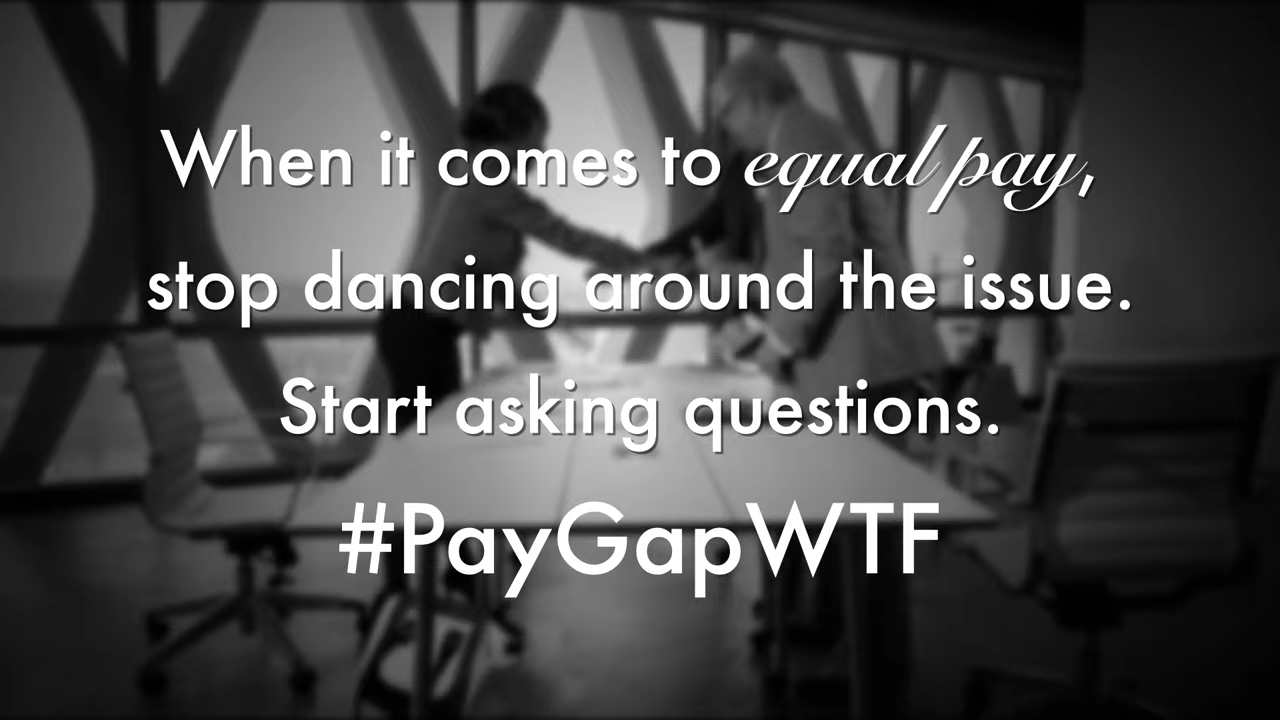 When it comes to equal pay,
stop dancing around the issue.
Start asking questions.
#PayGapWTF